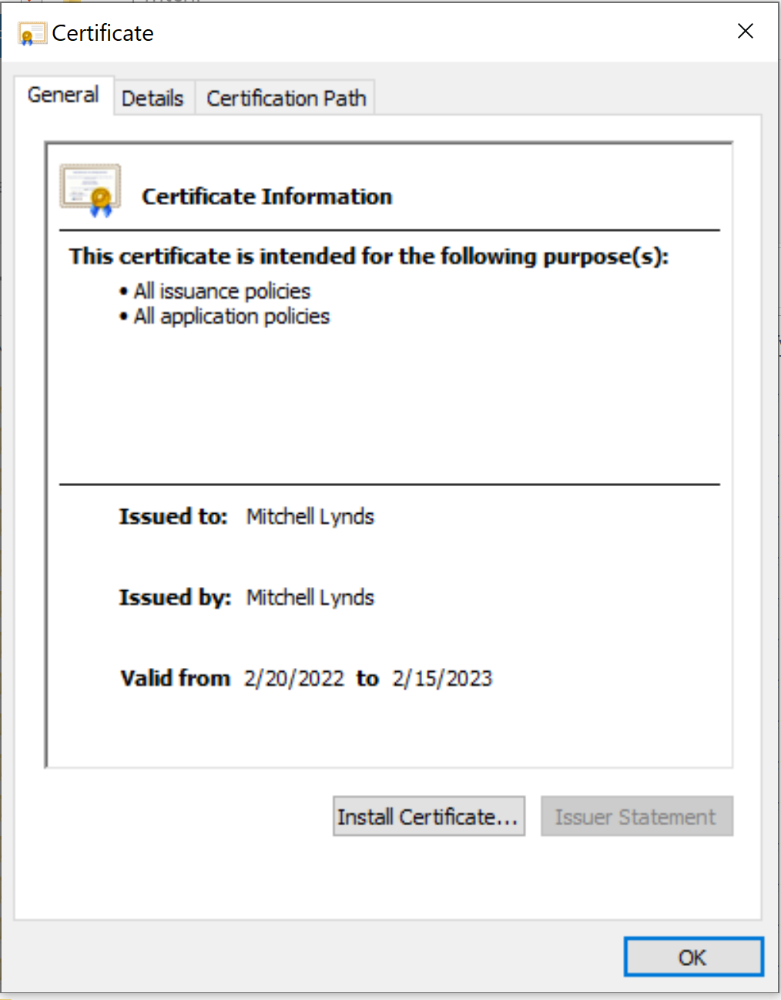 Certificate
General
Details
Certification Path
Certificate Information
This certificate is intended for the following purpose(s):
• All issuance policies
• All application policies
Issued to: Mitchell Lynds
Issued by: Mitchell Lynds
Valid from 2/20/2022 to 2/15/2023
Install Certificate...
Issuer Statement
OK